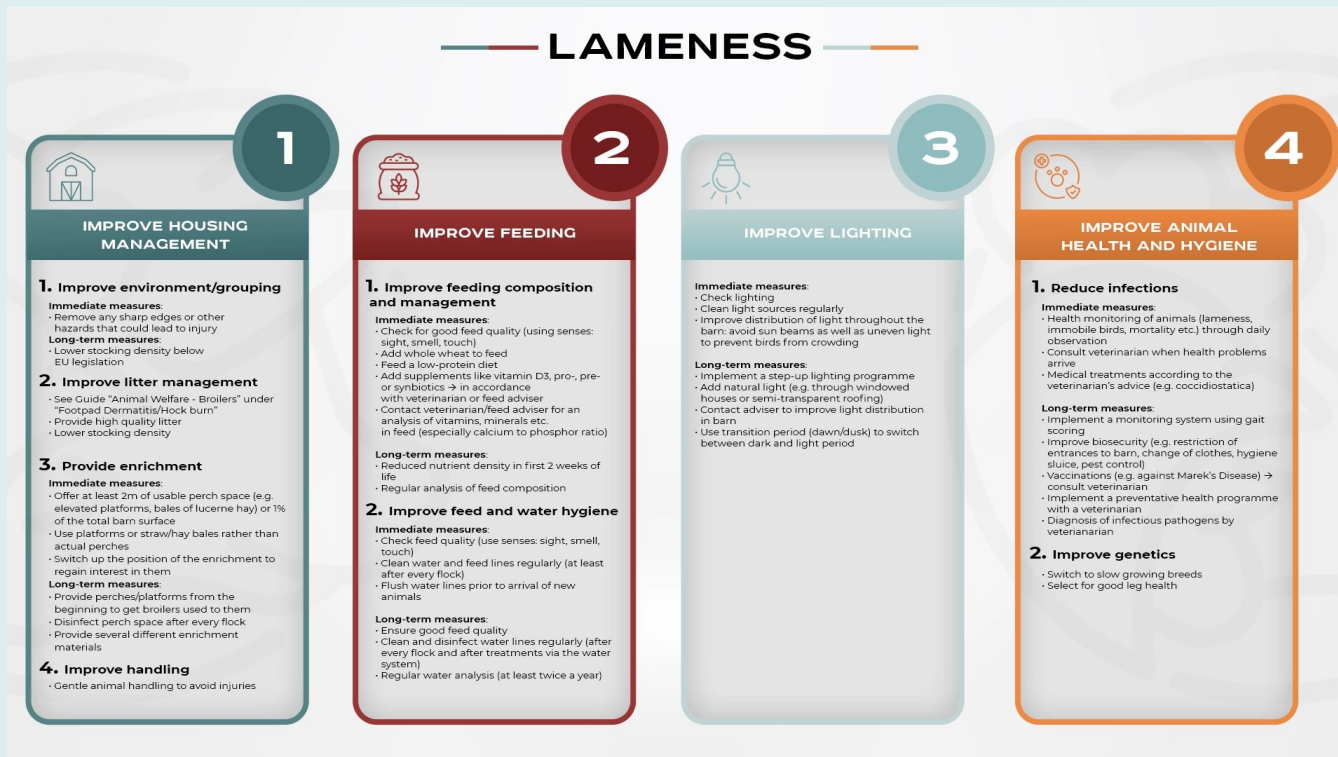 LAMENESS
1
IMPROVE HOUSING
MANAGEMENT
1. Improve environment/grouping
Immediate measures:
· Remove any sharp edges or other
hazards that could lead to injury
Long-term measures:
· Lower stocking density below
EU legislation
2. Improve litter management
· See Guide “Animal Welfare - Broilers” under
“Footpad Dermatitis/Hock burn”
· Provide high quality litter
· Lower stocking density
3. Provide enrichment
Immediate measures:
· Offer at least 2m of usable perch space (e.g.
elevated platforms, bales of lucerne hay) or 1%
of the total barn surface
· Use platforms or straw/hay bales rather than
actual perches
· Switch up the position of the enrichment to
regain interest in them
Long-term measures:
· Provide perches/platforms from the
beginning to get broilers used to them
· Disinfect perch space after every flock
· Provide several different enrichment
materials
4. Improve handling
· Gentle animal handling to avoid injuries
2
IMPROVE FEEDING
1. Improve feeding composition
and management
Immediate measures:
· Check for good feed quality (using senses:
sight, smell, touch)
· Add whole wheat to feed
· Feed a low-protein diet
· Add supplements like vitamin D3, pro-, pre-
or synbiotics → in accordance
with veterinarian or feed adviser
· Contact veterinarian/feed adviser for an
analysis of vitamins, minerals etc.
in feed (especially calcium to phosphor ratio)
Long-term measures:
· Reduced nutrient density in first 2 weeks of
life
· Regular analysis of feed composition
2. Improve feed and water hygiene
Immediate measures:
· Check feed quality (use senses: sight, smell,
touch)
· Clean water and feed lines regularly (at least
after every flock)
· Flush water lines prior to arrival of new
animals
Long-term measures:
· Ensure good feed quality
· Clean and disinfect water lines regularly (after
every flock and after treatments via the water
system)
· Regular water analysis (at least twice a year)
3
IMPROVE LIGHTING
Immediate measures:
· Check lighting
· Clean light sources regularly
· Improve distribution of light throughout the
barn: avoid sun beams as well as uneven light
to prevent birds from crowding
Long-term measures:
· Implement a step-up lighting programme
· Add natural light (e.g. through windowed
houses or semi-transparent roofing)
· Contact adviser to improve light distribution
in barn
· Use transition period (dawn/dusk) to switch
between dark and light period
4
IMPROVE ANIMAL
HEALTH AND HYGIENE
1. Reduce infections
Immediate measures:
· Health monitoring of animals (lameness,
immobile birds, mortality etc.) through daily
observation
· Consult veterinarian when health problems
arrive
· Medical treatments according to the
veterinarian’s advice (e.g. coccidiostatica)
Long-term measures:
· Implement a monitoring system using gait
scoring
· Improve biosecurity (e.g. restriction of
entrances to barn, change of clothes, hygiene
sluice, pest control)
· Vaccinations (e.g. against Marek’s Disease) →
consult veterinarian
· Implement a preventative health programme
with a veterinarian
· Diagnosis of infectious pathogens by
veterianarian
2. Improve genetics
· Switch to slow growing breeds
· Select for good leg health